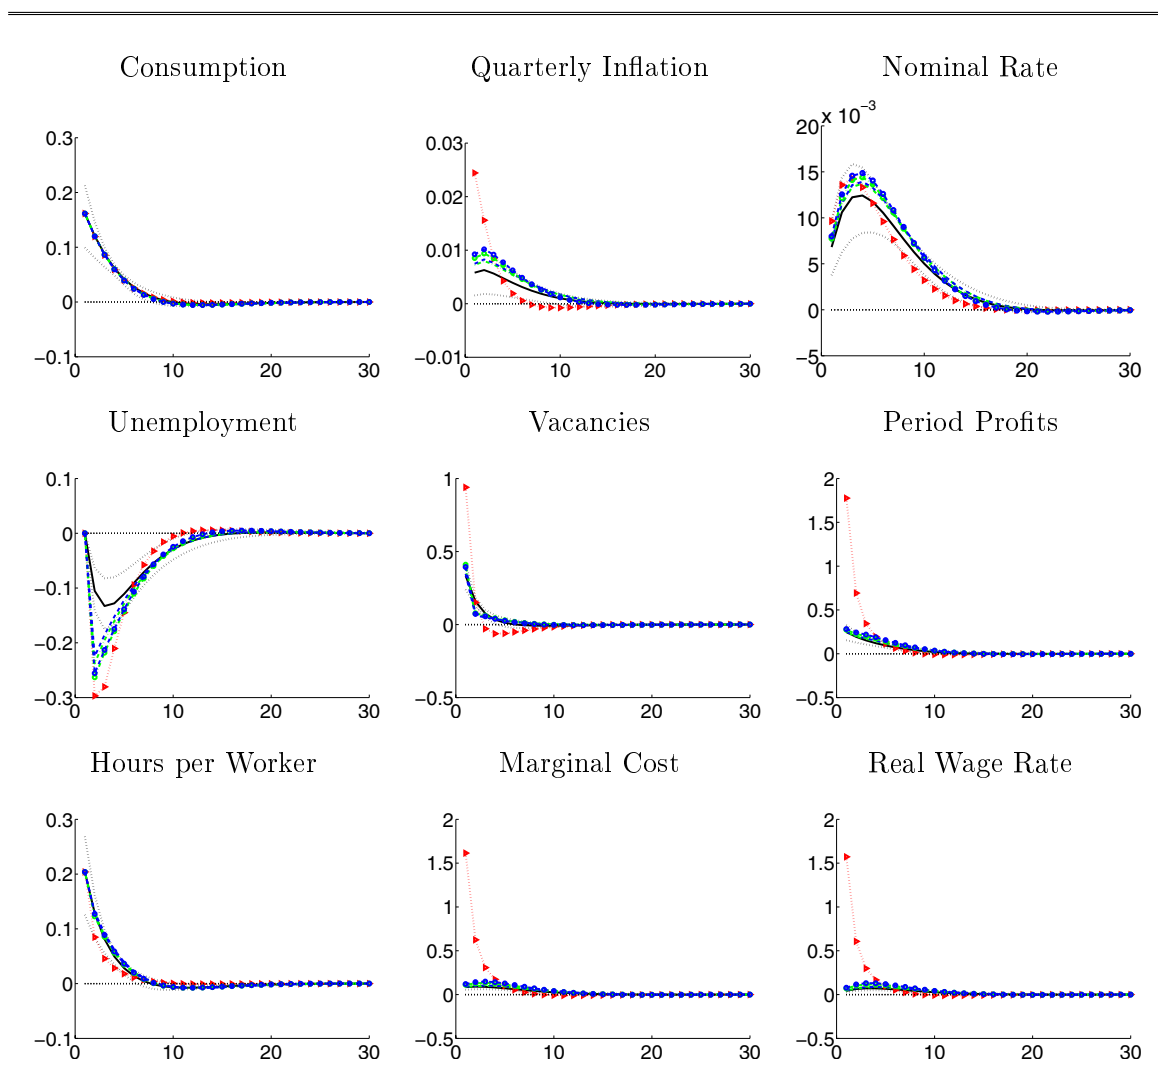 Consumption Quarterly Inflation Nominal Rate
x 10⁻³
0.3 0.03 20
0.2 0.02 15
0.1 0.01 10
0 0 5
−0.1 −0.01 0
−5
0 10 20 30 0 10 20 30 0 10 20 30
Unemployment Vacancies Period Profits
0.1 1 2
0 0.5 1.5
−0.1 0 1
−0.2 −0.5 0.5
−0.3 0
−0.5
0 10 20 30 0 10 20 30 0 10 20 30
Hours per Worker Marginal Cost Real Wage Rate
0.3 2 2
0.2 1.5 1.5
0.1 1 1
0 0.5 0.5
−0.1 0 0
−0.5 −0.5
0 10 20 30 0 10 20 30 0 10 20 30